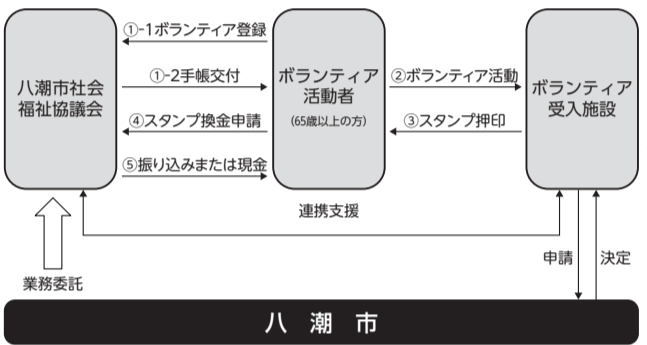 ①-1ボランティア登録
①-2手帳交付
④スタンプ換金申請
⑤振り込みまたは現金
八潮市社会
福祉協議会
ボランティア
活動者
(65歳以上の方)
②ボランティア活動
③スタンプ押印
ボランティア
受入施設
連携支援
申請
決定
業務委託
八潮市